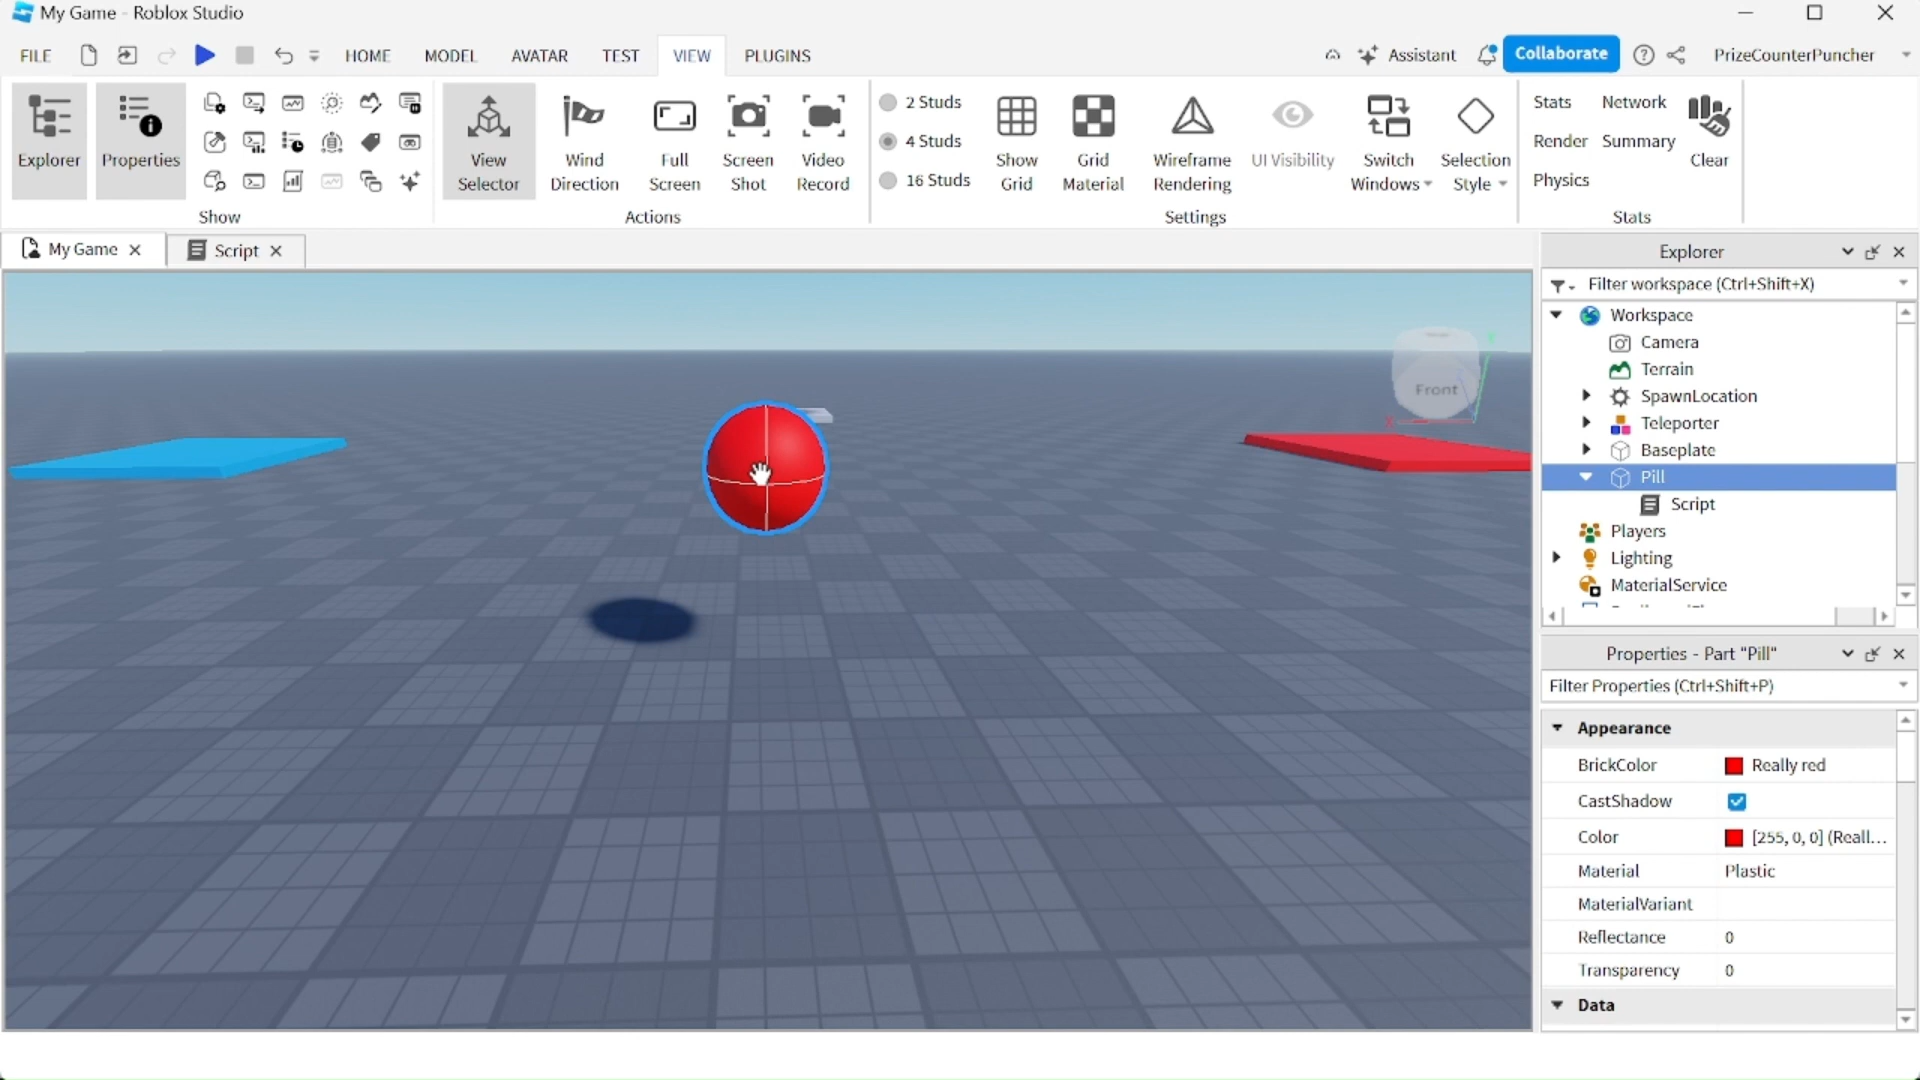 My Game - Roblox Studio
FILE HOME MODEL AVATAR TEST VIEW PLUGINS Assistant Collaborate PrizeCounterPuncher
Explorer
Properties
Show
View
Selector
Wind
Direction
Full
Screen
Screen
Shot
Video
Record
Actions
2 Studs
4 Studs
16 Studs
Show
Grid
Grid
Material
Wireframe
Rendering
UI Visibility
Switch
Windows
Selection
Style
Settings
Stats Network
Render Summary
Physics
Clear
Stats
My Game
Script
Front
Explorer
Filter workspace (Ctrl+Shift+X)
Workspace
Camera
Terrain
SpawnLocation
Teleporter
Baseplate
Pill
Script
Players
Lighting
MaterialService
Properties - Part "Pill"
Filter Properties (Ctrl+Shift+P)
Appearance
BrickColor Really red
CastShadow
Color [255, 0, 0] (Reall...
Material Plastic
MaterialVariant
Reflectance 0
Transparency 0
Data